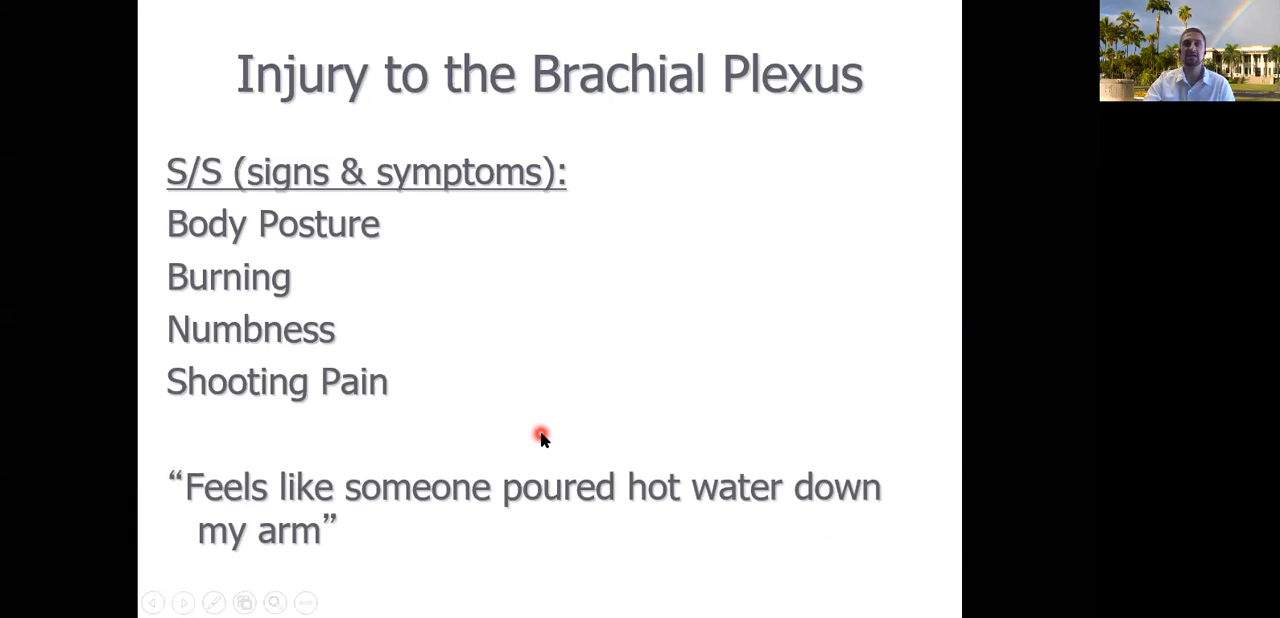 Injury to the Brachial Plexus
S/S (signs & symptoms):
Body Posture
Burning
Numbness
Shooting Pain
“Feels like someone poured hot water down
my arm”